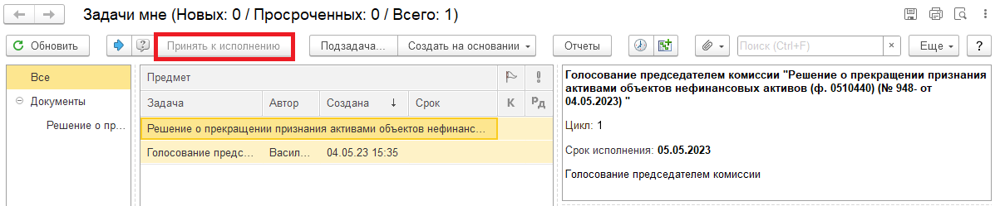 Задачи мне (Новых: 0 / Просроченных: 0 / Всего: 1)
Обновить Принять к исполнению Подзадача... Создать на основании Отчеты Поиск (Ctrl+F) × Еще ?
Все
Документы
Решение о пр...
Предмет
Задача Автор Создана ↓ Срок К РД
Решение о прекращении признания активами объектов нефинанс...
Голосование предс... Васил... 04.05.23 15:35
Голосование председателем комиссии "Решение о прекращении признания
активами объектов нефинансовых активов (ф. 0510440) (№ 948- от
04.05.2023) "
Цикл: 1
Срок исполнения: 05.05.2023
Голосование председателем комиссии